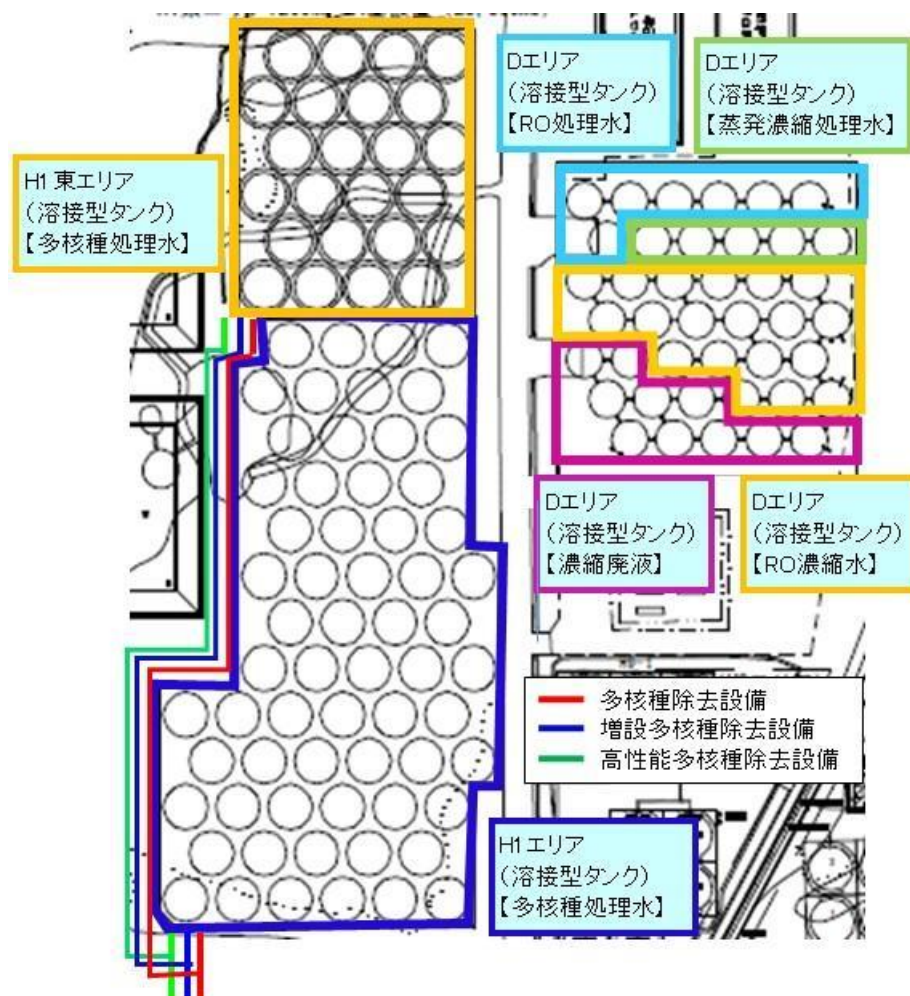 Dエリア
(溶接型タンク)
【RO処理水】
Dエリア
(溶接型タンク)
【蒸発濃縮処理水】
H1 東エリア
(溶接型タンク)
【多核種処理水】
Dエリア
(溶接型タンク)
【濃縮廃液】
Dエリア
(溶接型タンク)
【RO濃縮水】
多核種除去設備
増設多核種除去設備
高性能多核種除去設備
H1エリア
(溶接型タンク)
【多核種処理水】